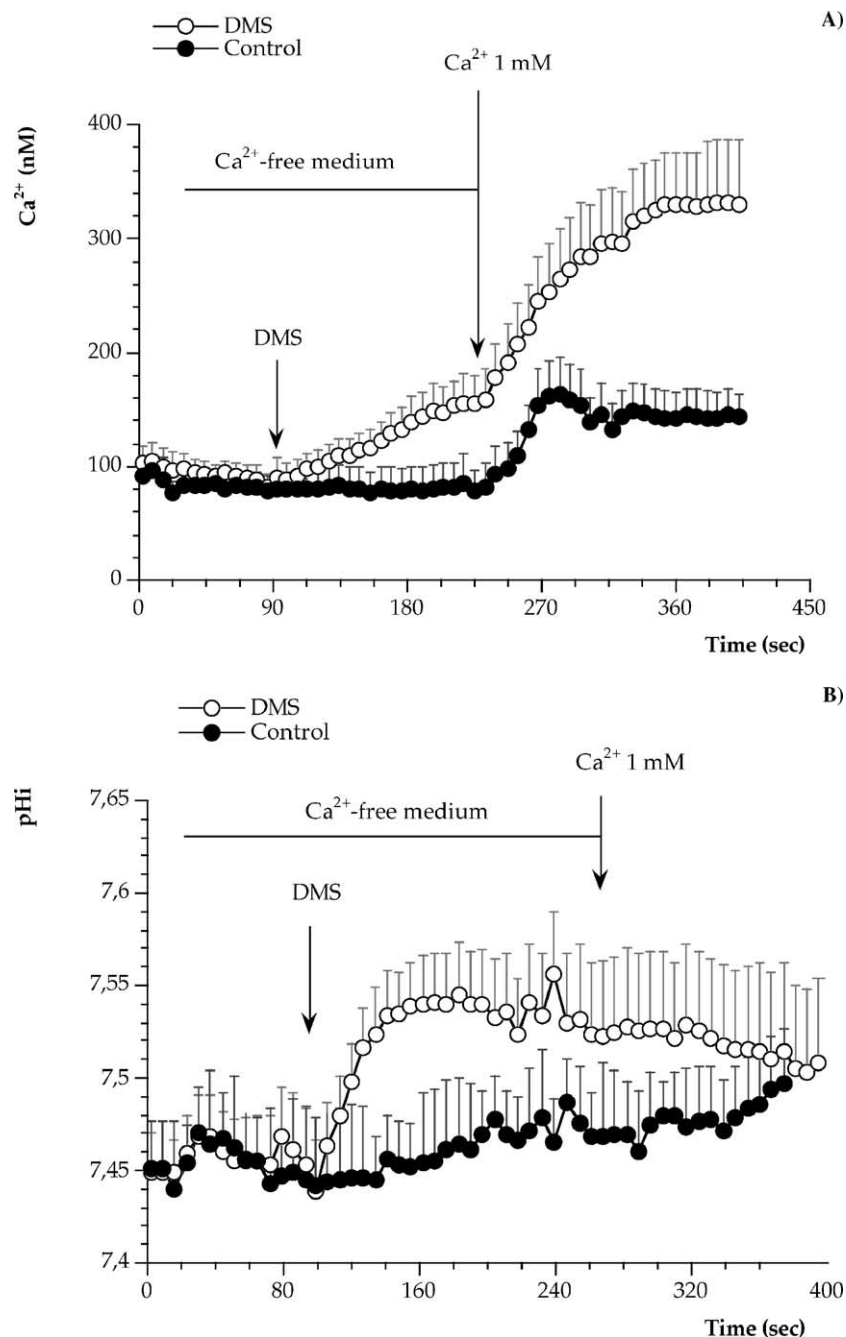 A)
DMS
Control
Ca²⁺ 1 mM
Ca²⁺-free medium
DMS
Ca²⁺ (nM)
400
300
200
100
0
0 90 180 270 360 450
Time (sec)
B)
DMS
Control
Ca²⁺ 1 mM
Ca²⁺-free medium
DMS
pHi
7,65
7,6
7,55
7,5
7,45
7,4
0 80 160 240 320 400
Time (sec)